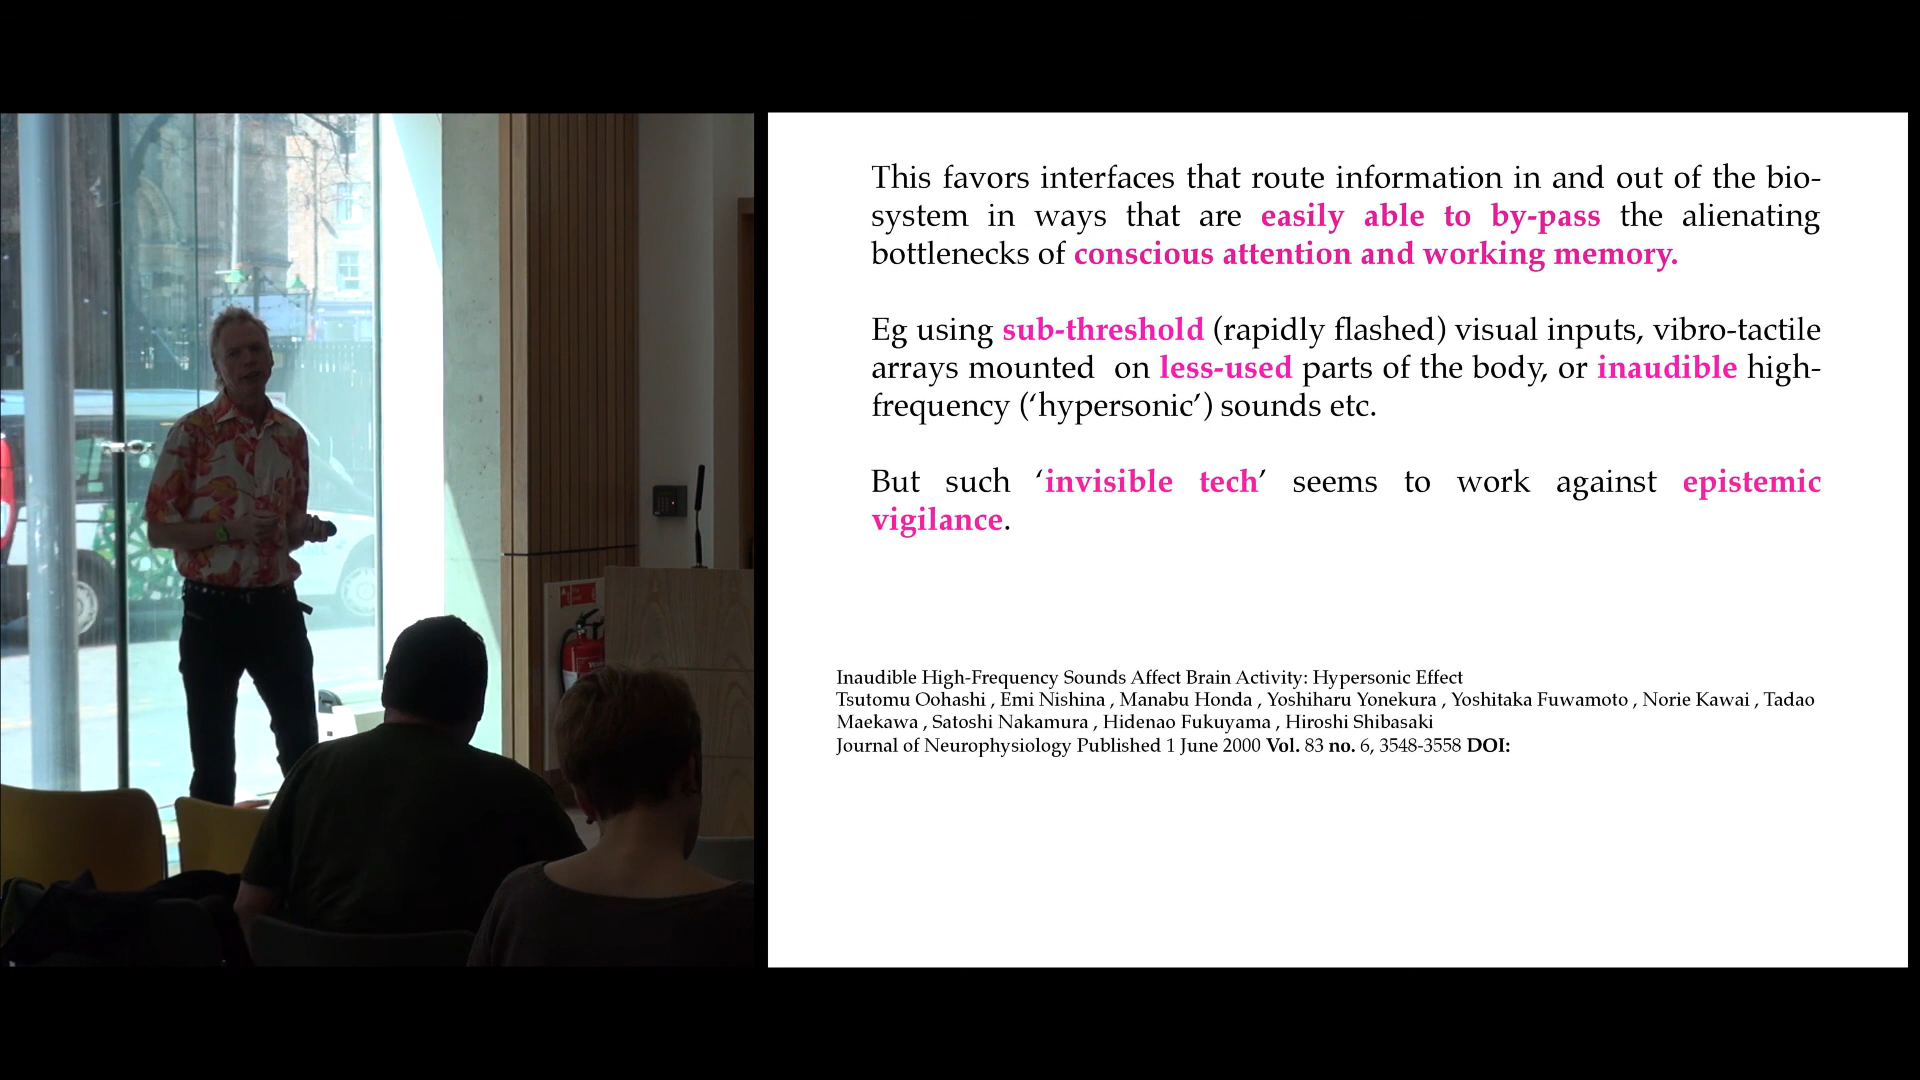 This favors interfaces that route information in and out of the bio-
system in ways that are easily able to by-pass the alienating
bottlenecks of conscious attention and working memory.
Eg using sub-threshold (rapidly flashed) visual inputs, vibro-tactile
arrays mounted on less-used parts of the body, or inaudible high-
frequency (‘hypersonic’) sounds etc.
But such ‘invisible tech’ seems to work against epistemic
vigilance.
Inaudible High-Frequency Sounds Affect Brain Activity: Hypersonic Effect
Tsutomu Oohashi , Emi Nishina , Manabu Honda , Yoshiharu Yonekura , Yoshitaka Fuwamoto , Norie Kawai , Tadao
Maekawa , Satoshi Nakamura , Hidenao Fukuyama , Hiroshi Shibasaki
Journal of Neurophysiology Published 1 June 2000 Vol. 83 no. 6, 3548-3558 DOI: